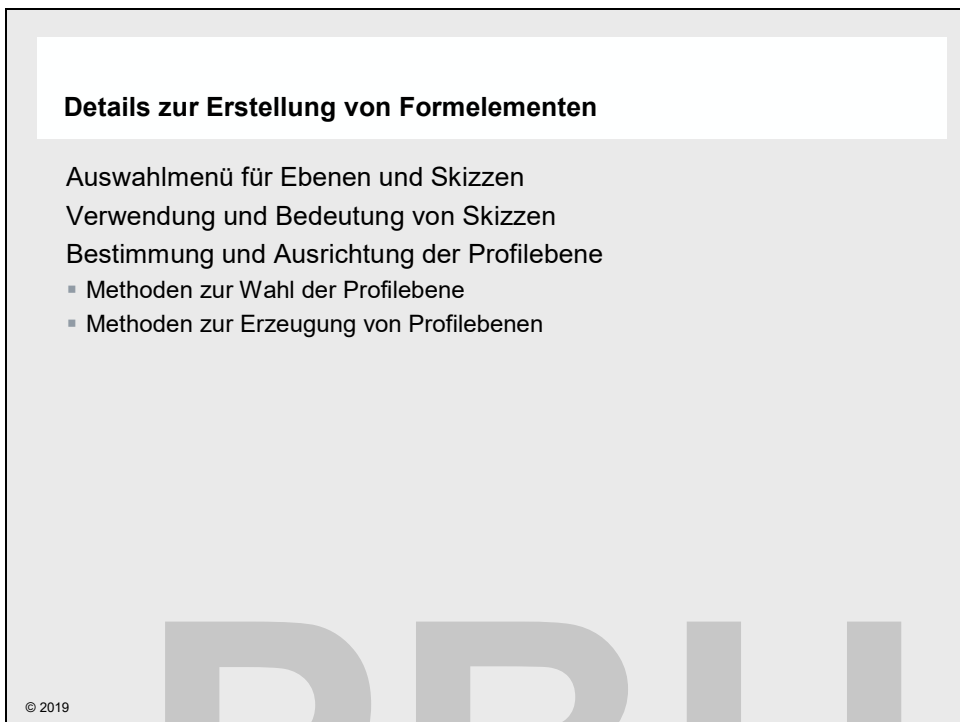 Details zur Erstellung von Formelementen
Auswahlmenü für Ebenen und Skizzen
Verwendung und Bedeutung von Skizzen
Bestimmung und Ausrichtung der Profilebene
▪ Methoden zur Wahl der Profilebene
▪ Methoden zur Erzeugung von Profilebenen
© 2019